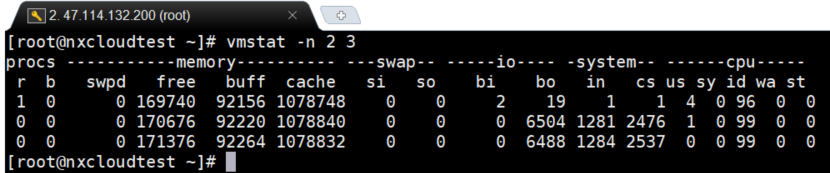 2. 47.114.132.200 (root)
[root@nxcloudtest ~]# vmstat -n 2 3
procs -----------memory---------- ---swap-- -----io---- -system-- ------cpu-----
 r  b   swpd   free   buff  cache   si   so    bi    bo   in   cs us sy id wa st
 1  0      0 169740  92156 1078748    0    0     2    19    1    1  4  0 96  0  0
 0  0      0 170676  92220 1078840    0    0     0  6504 1281 2476  1  0 99  0  0
 0  0      0 171376  92264 1078832    0    0     0  6488 1284 2537  0  0 99  0  0
[root@nxcloudtest ~]#